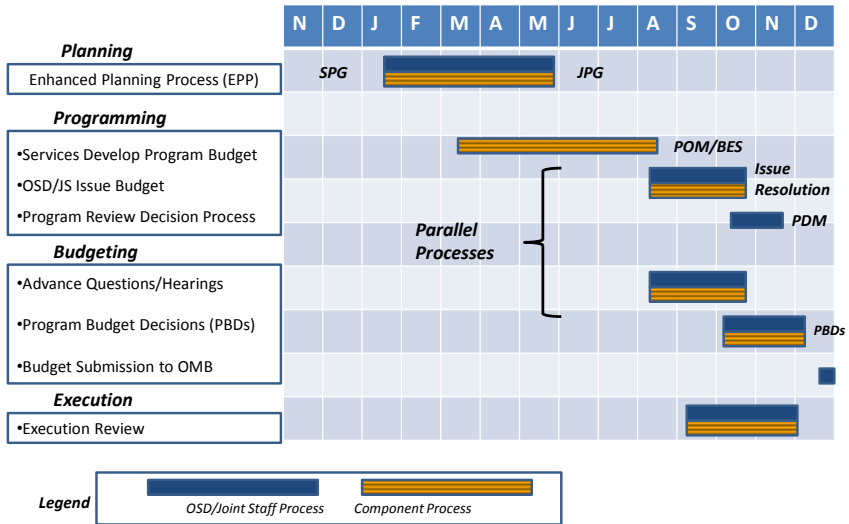 N D J F M A M J J A S O N D
Planning
Enhanced Planning Process (EPP)
SPG
JPG
Programming
•Services Develop Program Budget
POM/BES
•OSD/JS Issue Budget
Issue
Resolution
•Program Review Decision Process
PDM
Parallel
Processes
Budgeting
•Advance Questions/Hearings
•Program Budget Decisions (PBDs)
PBDs
•Budget Submission to OMB
Execution
•Execution Review
Legend
OSD/Joint Staff Process
Component Process